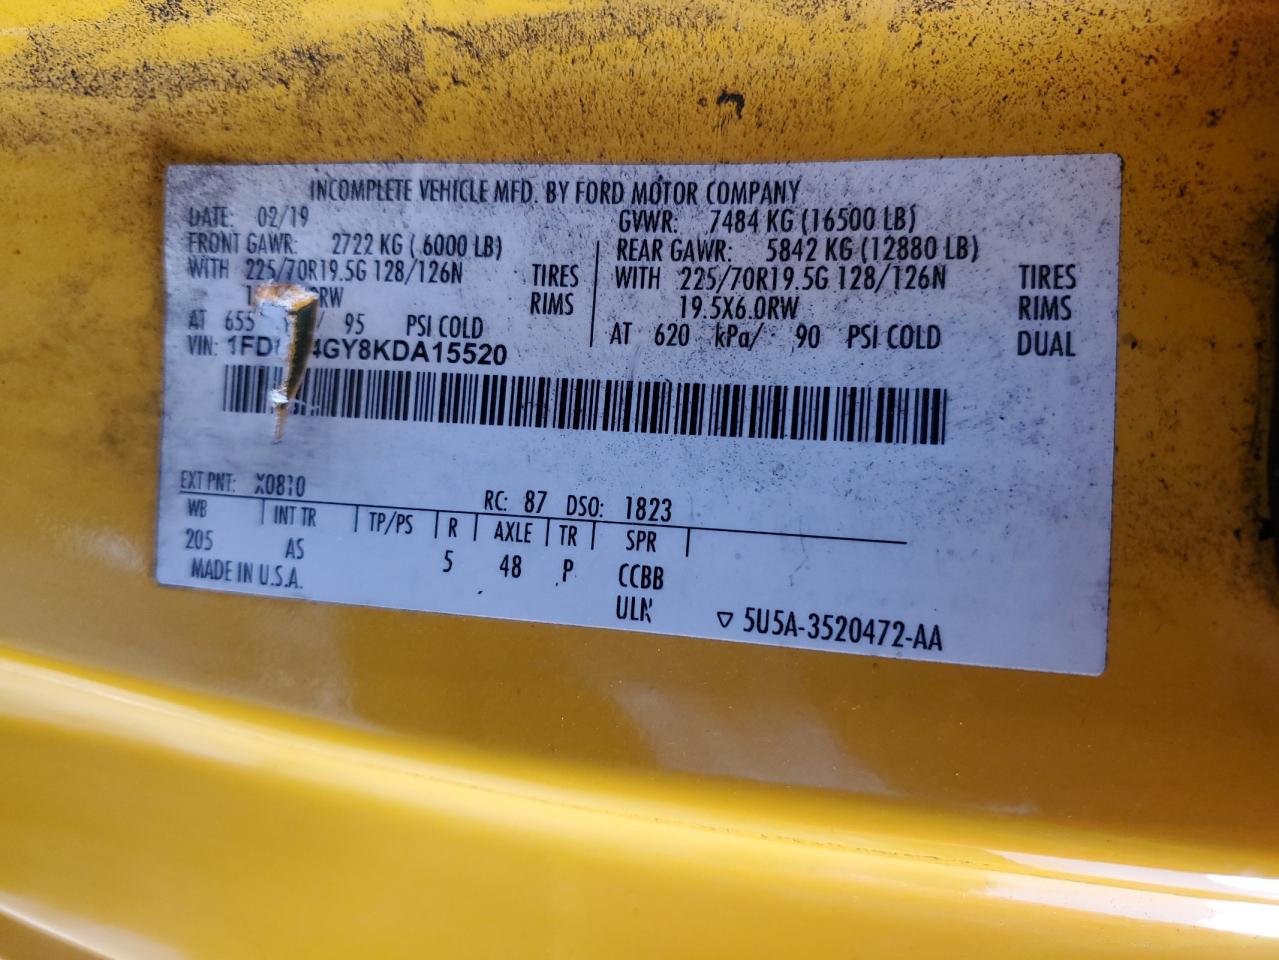 INCOMPLETE VEHICLE MFD. BY FORD MOTOR COMPANY
DATE: 02/19 GVWR: 7484 KG (16500 LB)
FRONT GAWR: 2722 KG ( 6000 LB) REAR GAWR: 5842 KG (12880 LB)
WITH 225/70R19.5G 128/126N TIRES WITH 225/70R19.5G 128/126N TIRES
RIMS 19.5X6.0RW RIMS
AT 655 95 PSI COLD AT 620 kPa/ 90 PSI COLD DUAL
VIN:
EXT PNT: RC: 87 DSO: 1823
WB INT TR TP/PS R AXLE TR SPR
205 AS 5 48 P CCBB
MADE IN U.S.A. ULN
▽ 5U5A-3520472-AA